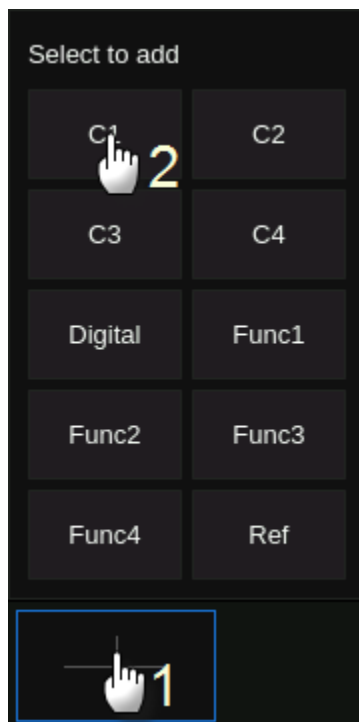 Select to add
C1 C2
2
C3 C4
Digital Func1
Func2 Func3
Func4 Ref
1